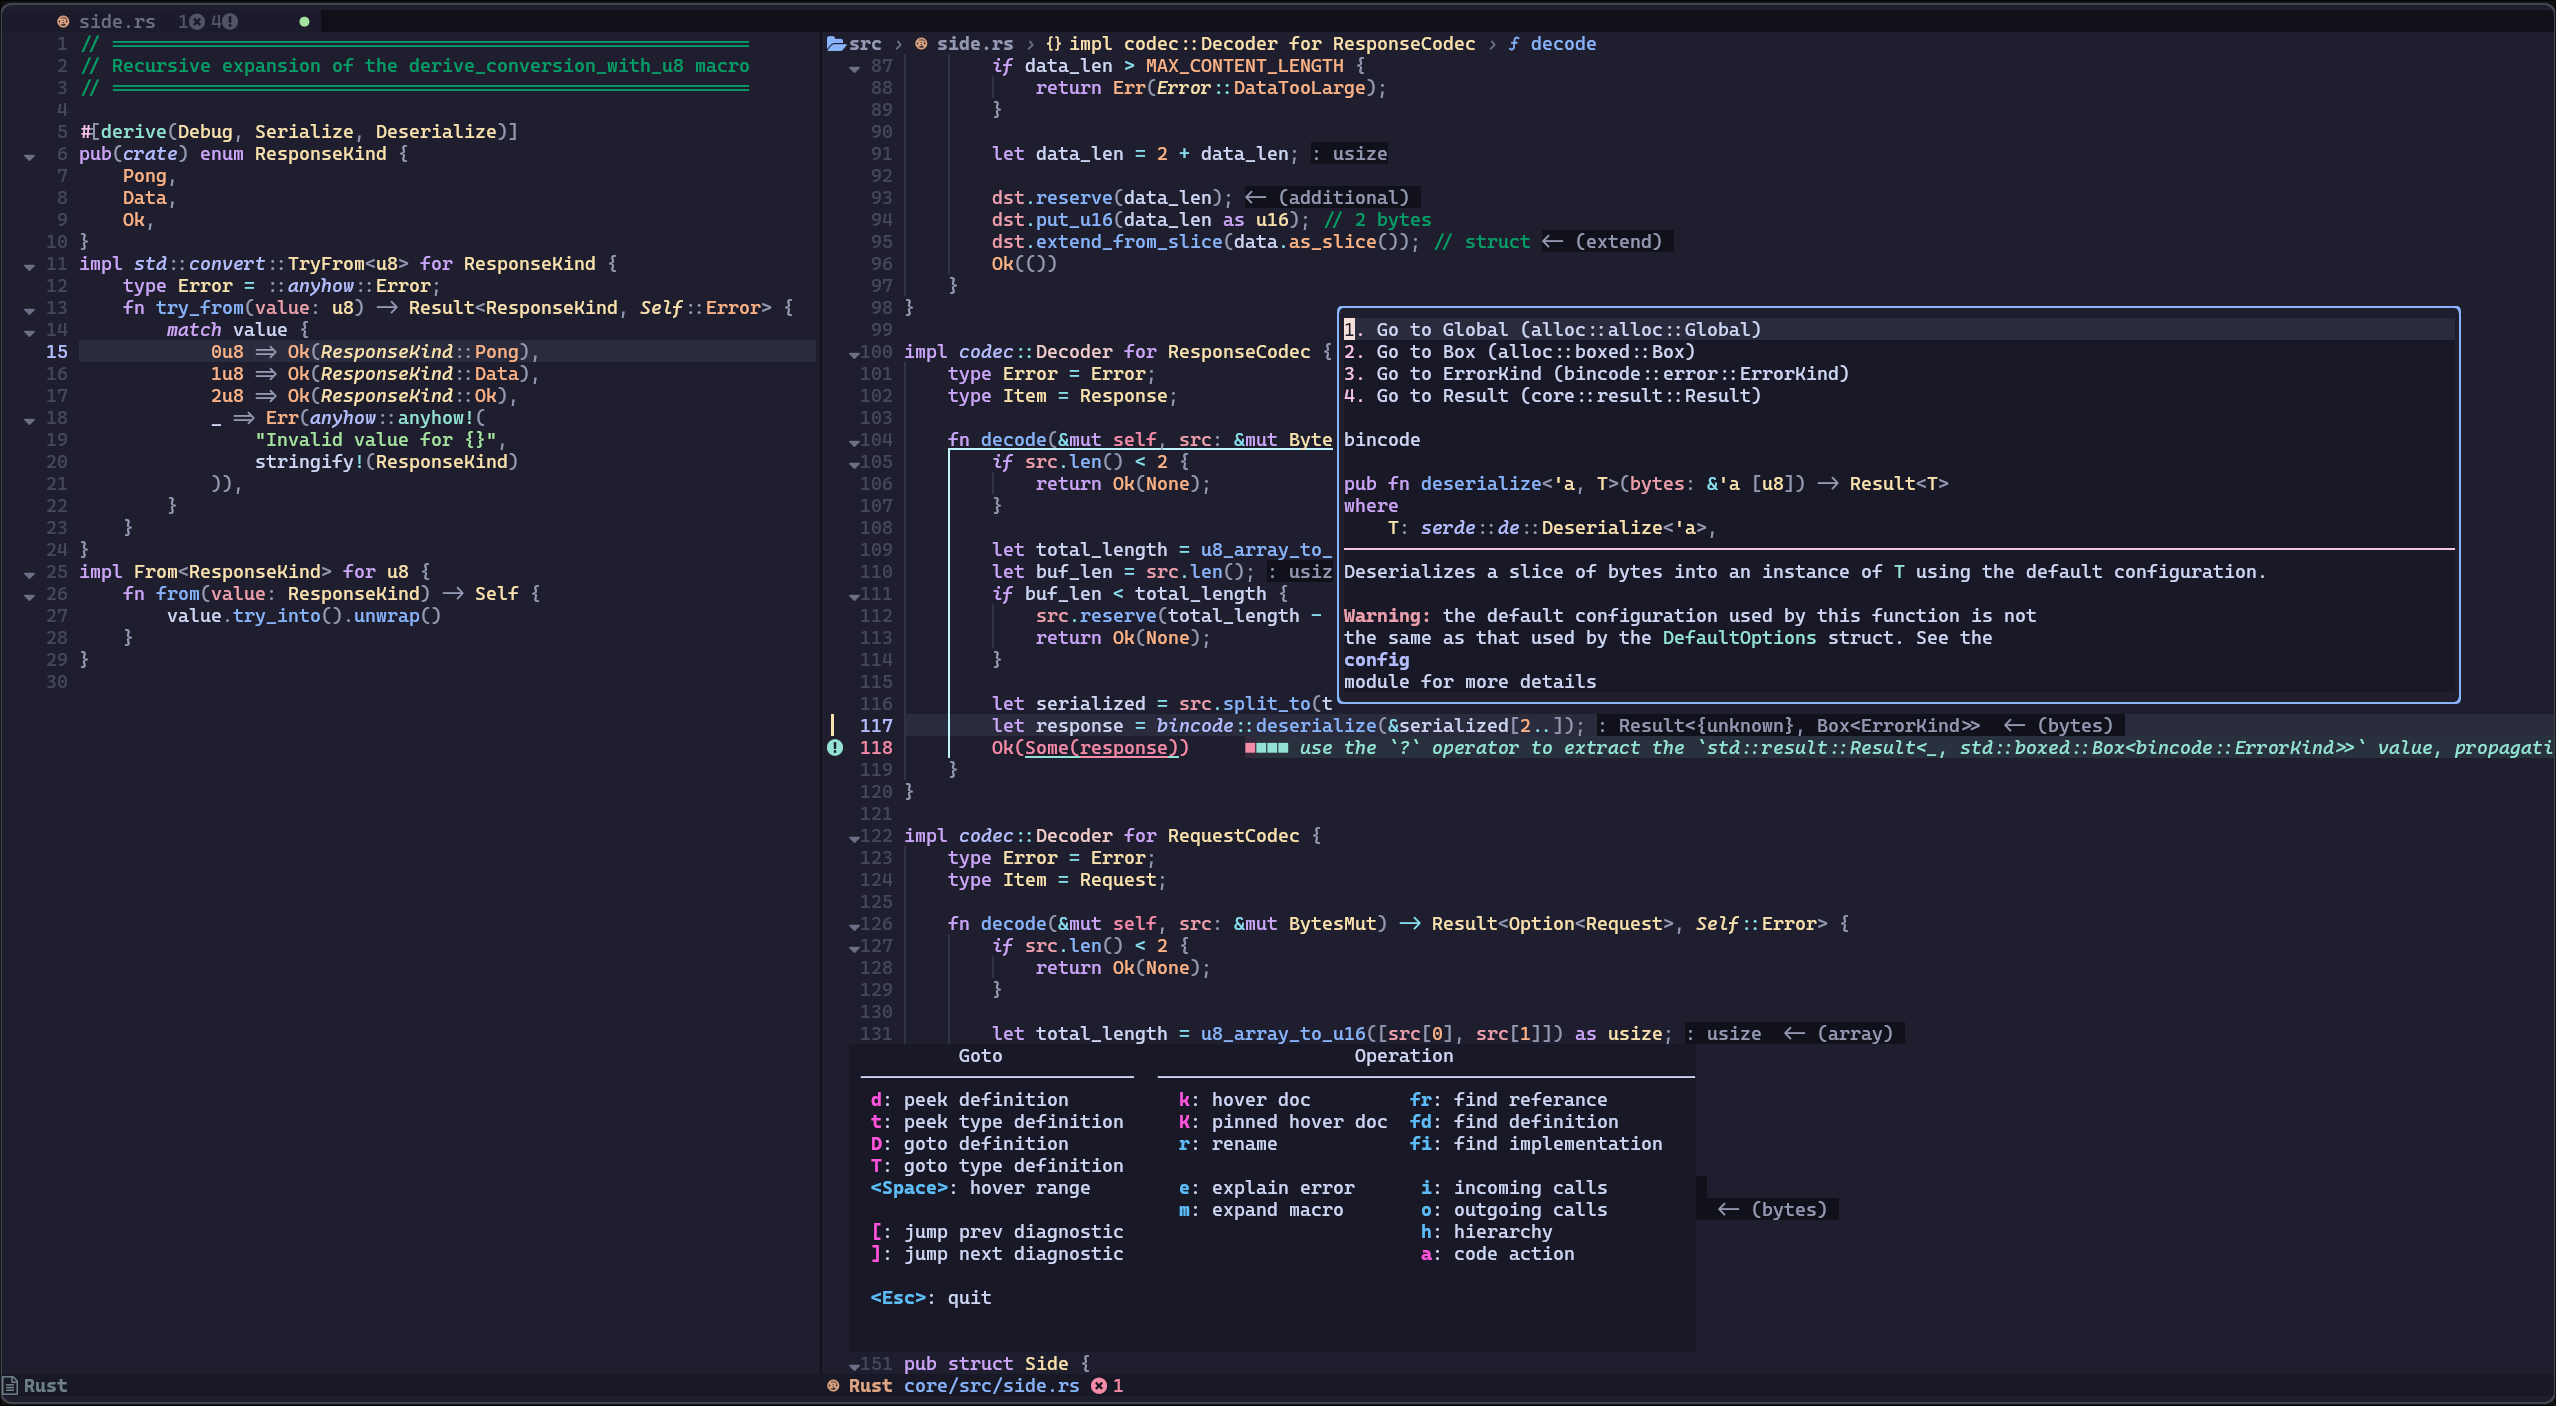 side.rs 1 4
1 // ══════════════════════════════════════════════════════════
2 // Recursive expansion of the derive_conversion_with_u8 macro
3 // ══════════════════════════════════════════════════════════
4
5 #[derive(Debug, Serialize, Deserialize)]
6 pub(crate) enum ResponseKind {
7     Pong,
8     Data,
9     Ok,
10 }
11 impl std::convert::TryFrom<u8> for ResponseKind {
12     type Error = ::anyhow::Error;
13     fn try_from(value: u8) -> Result<ResponseKind, Self::Error> {
14         match value {
15             0u8 => Ok(ResponseKind::Pong),
16             1u8 => Ok(ResponseKind::Data),
17             2u8 => Ok(ResponseKind::Ok),
18             _ => Err(anyhow::anyhow!(
19                 "Invalid value for {}",
20                 stringify!(ResponseKind)
21             )),
22         }
23     }
24 }
25 impl From<ResponseKind> for u8 {
26     fn from(value: ResponseKind) -> Self {
27         value.try_into().unwrap()
28     }
29 }
30
Rust
src › side.rs › {} impl codec::Decoder for ResponseCodec › ƒ decode
87         if data_len > MAX_CONTENT_LENGTH {
88             return Err(Error::DataTooLarge);
89         }
90
91         let data_len = 2 + data_len; : usize
92
93         dst.reserve(data_len); <- (additional)
94         dst.put_u16(data_len as u16); // 2 bytes
95         dst.extend_from_slice(data.as_slice()); // struct <- (extend)
96         Ok(())
97     }
98 }
99
100 impl codec::Decoder for ResponseCodec {
101     type Error = Error;
102     type Item = Response;
103
104     fn decode(&mut self, src: &mut Byte
105         if src.len() < 2 {
106             return Ok(None);
107         }
108
109         let total_length = u8_array_to_
110         let buf_len = src.len(); : usiz
111         if buf_len < total_length {
112             src.reserve(total_length -
113             return Ok(None);
114         }
115
116         let serialized = src.split_to(t
117         let response = bincode::deserialize(&serialized[2..]); : Result<{unknown}, Box<ErrorKind>> <- (bytes)
118         Ok(Some(response)) ■■■■ use the `?` operator to extract the `std::result::Result<_, std::boxed::Box<bincode::ErrorKind>>` value, propagati
119     }
120 }
121
122 impl codec::Decoder for RequestCodec {
123     type Error = Error;
124     type Item = Request;
125
126     fn decode(&mut self, src: &mut BytesMut) -> Result<Option<Request>, Self::Error> {
127         if src.len() < 2 {
128             return Ok(None);
129         }
130
131         let total_length = u8_array_to_u16([src[0], src[1]]) as usize; : usize <- (array)
1. Go to Global (alloc::alloc::Global)
2. Go to Box (alloc::boxed::Box)
3. Go to ErrorKind (bincode::error::ErrorKind)
4. Go to Result (core::result::Result)
bincode
pub fn deserialize<'a, T>(bytes: &'a [u8]) -> Result<T>
where
    T: serde::de::Deserialize<'a>,
Deserializes a slice of bytes into an instance of T using the default configuration.
Warning: the default configuration used by this function is not
the same as that used by the DefaultOptions struct. See the
config
module for more details
Goto Operation
d: peek definition k: hover doc fr: find referance
t: peek type definition K: pinned hover doc fd: find definition
D: goto definition r: rename fi: find implementation
T: goto type definition
<Space>: hover range e: explain error i: incoming calls
m: expand macro o: outgoing calls <- (bytes)
[: jump prev diagnostic h: hierarchy
]: jump next diagnostic a: code action
<Esc>: quit
151 pub struct Side {
Rust core/src/side.rs 1